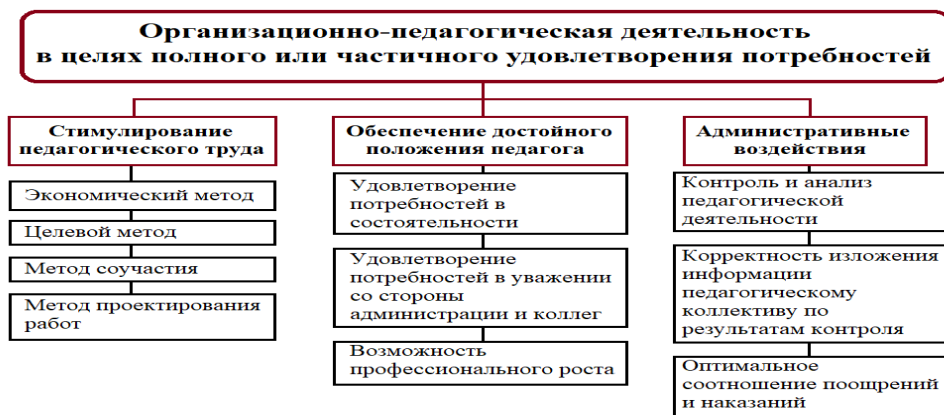 Организационно-педагогическая деятельность
в целях полного или частичного удовлетворения потребностей
Стимулирование
педагогического труда
Экономический метод
Целевой метод
Метод соучастия
Метод проектирования
работ
Обеспечение достойного
положения педагога
Удовлетворение
потребностей в
состоятельности
Удовлетворение
потребностей в уважении
со стороны
администрации и коллег
Возможность
профессионального роста
Административные
воздействия
Контроль и анализ
педагогической
деятельности
Корректность изложения
информации
педагогическому
коллективу по
результатам контроля
Оптимальное
соотношение поощрений
и наказаний